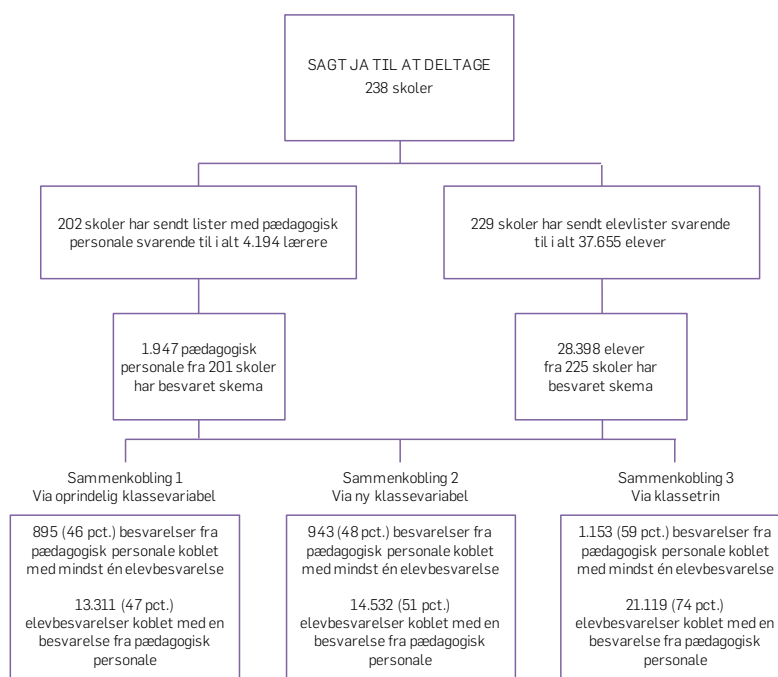 SAGT JA TIL AT DELTAGE
238 skoler
202 skoler har sendt lister med pædagogisk
personale svarende til i alt 4.194 lærere
229 skoler har sendt elevlister svarende
til i alt 37.655 elever
1.947 pædagogisk
personale fra 201 skoler
har besvaret skema
28.398 elever
fra 225 skoler har
besvaret skema
Sammenkobling 1
Via oprindelig klassevariabel
895 (46 pct.) besvarelser fra
pædagogisk personale koblet
med mindst én elevbesvarelse
13.311 (47 pct.)
elevbesvarelser koblet med en
besvarelse fra pædagogisk
personale
Sammenkobling 2
Via ny klassevariabel
943 (48 pct.) besvarelser fra
pædagogisk personale koblet
med mindst én elevbesvarelse
14.532 (51 pct.)
elevbesvarelser koblet med en
besvarelse fra pædagogisk
personale
Sammenkobling 3
Via klassetrin
1.153 (59 pct.) besvarelser fra
pædagogisk personale koblet
med mindst én elevbesvarelse
21.119 (74 pct.)
elevbesvarelser koblet med en
besvarelse fra pædagogisk
personale